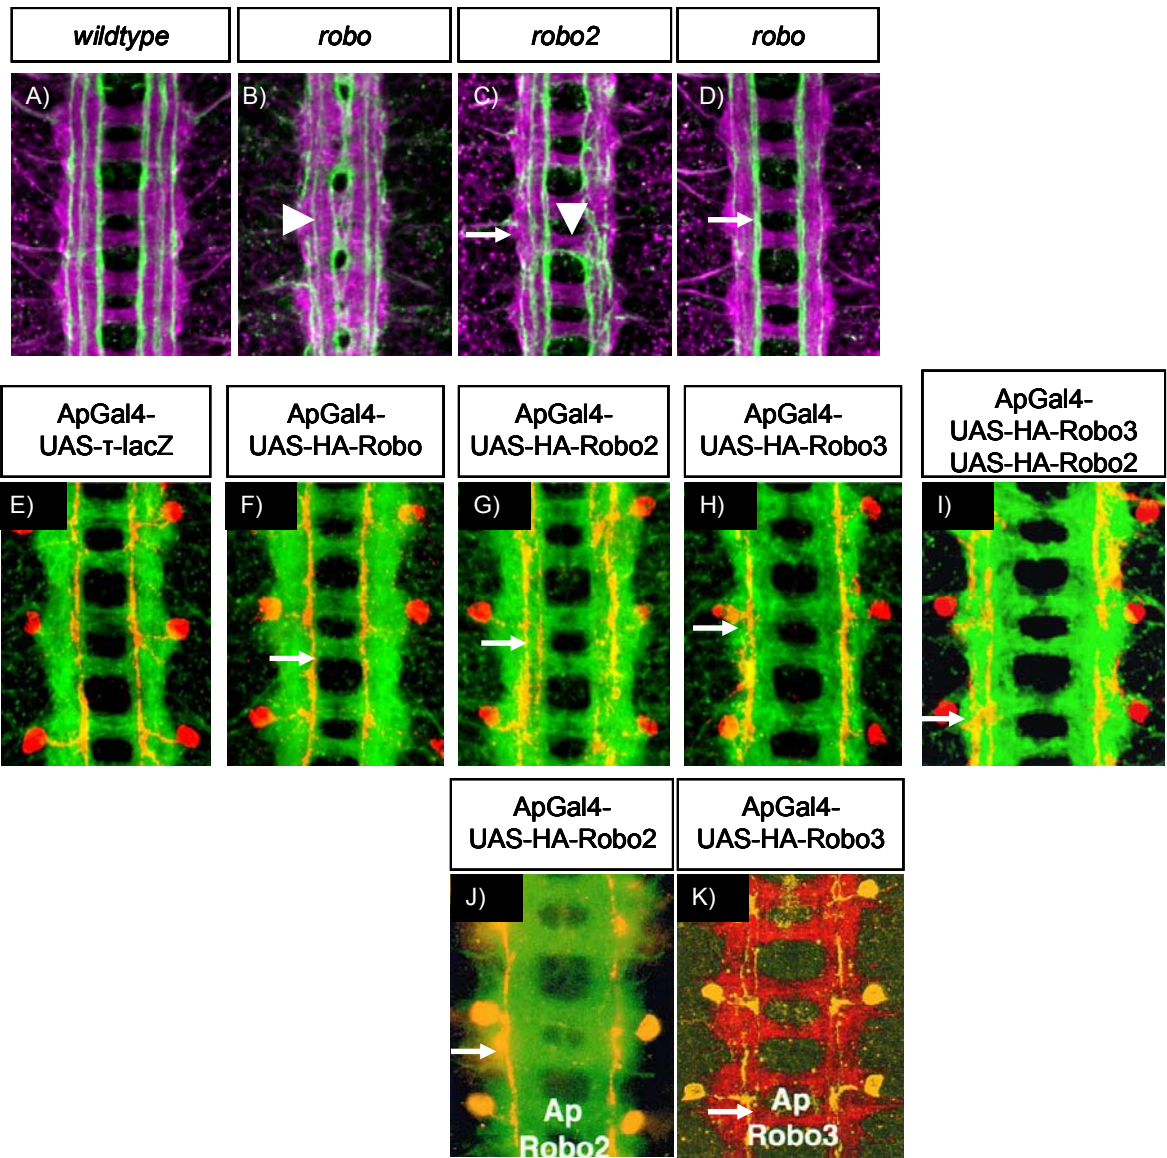 wildtype
robo
robo2
robo
A)
B)
C)
D)
ApGal4-
UAS-τ-lacZ
ApGal4-
UAS-HA-Robo
ApGal4-
UAS-HA-Robo2
ApGal4-
UAS-HA-Robo3
ApGal4-
UAS-HA-Robo3
UAS-HA-Robo2
E)
F)
G)
H)
I)
ApGal4-
UAS-HA-Robo2
ApGal4-
UAS-HA-Robo3
J)
K)
Ap
Robo2
Ap
Robo3